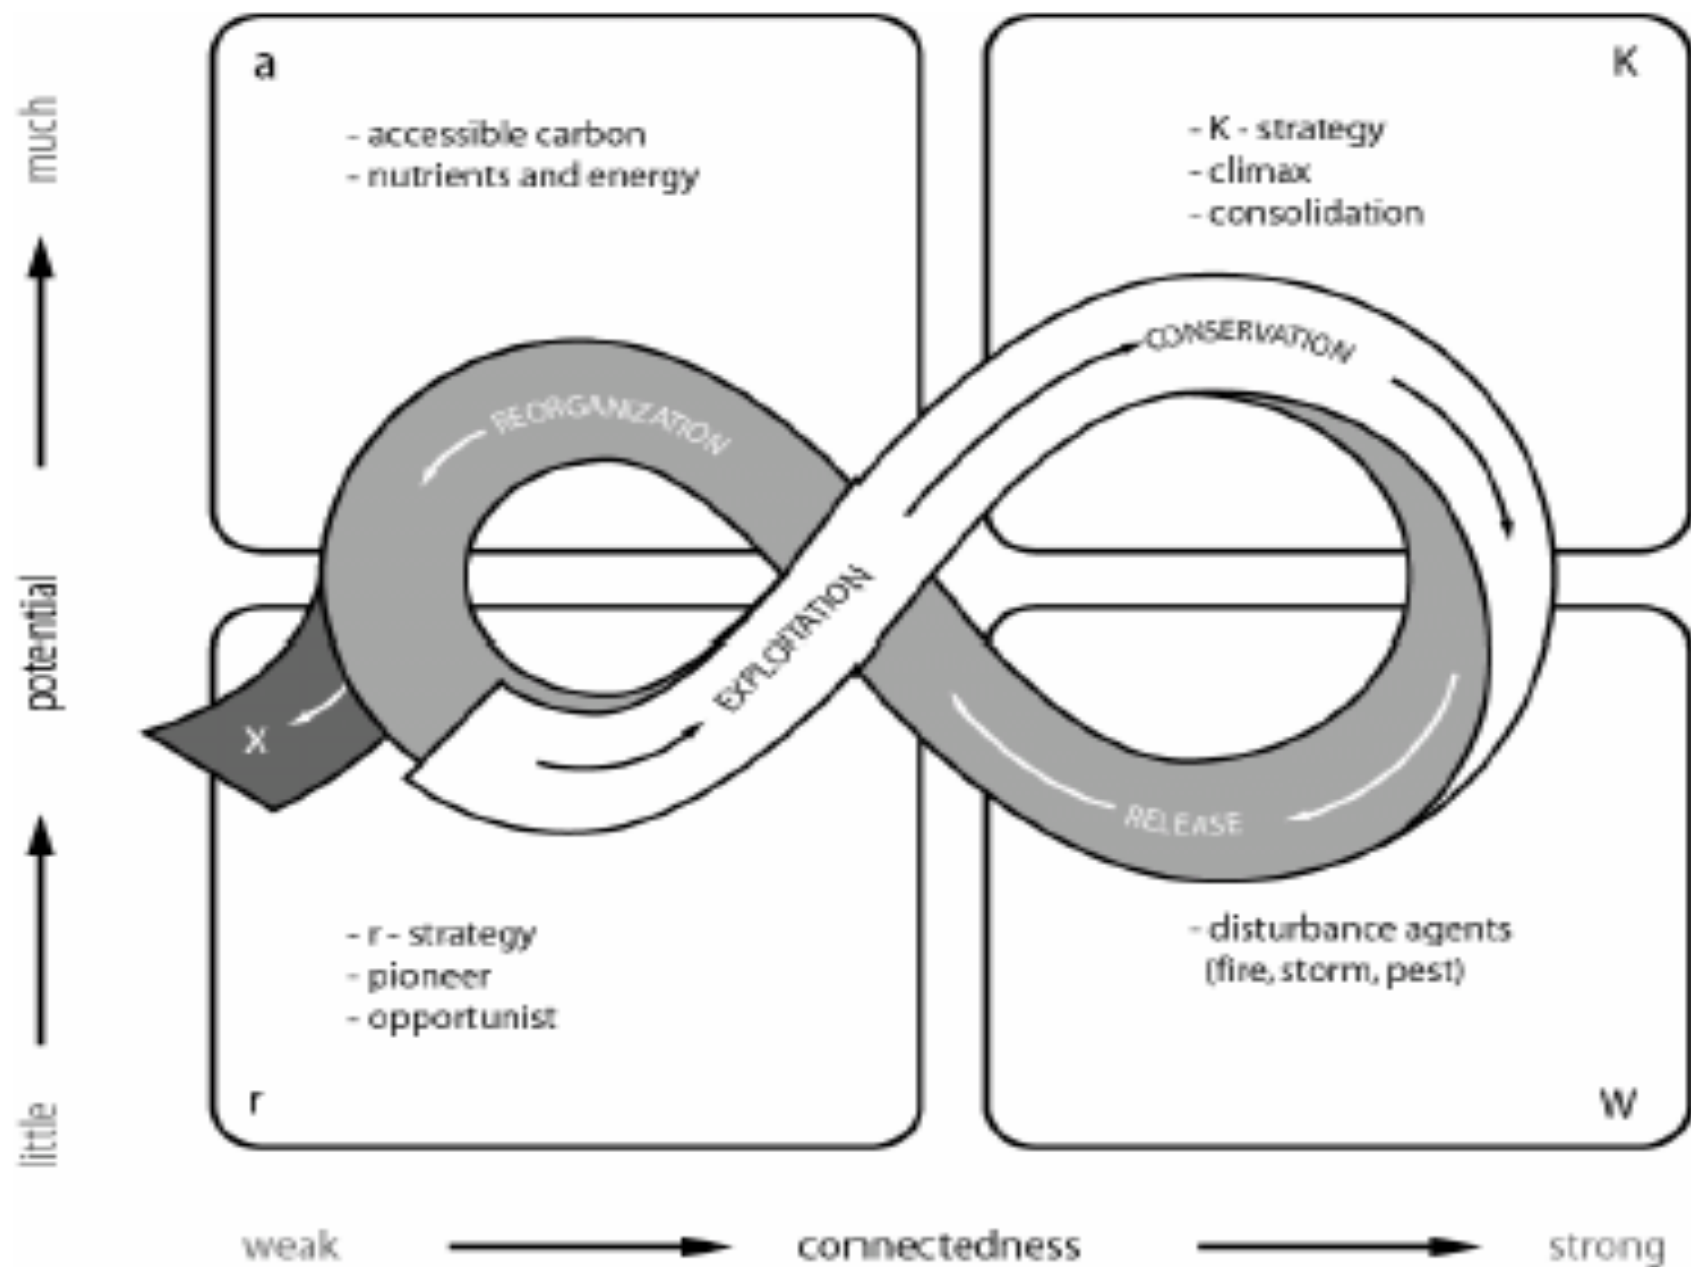 a
- accessible carbon
- nutrients and energy
K
- K - strategy
- climax
- consolidation
REORGANIZATION
CONSERVATION
EXPLOITATION
RELEASE
X
- r - strategy
- pioneer
- opportunist
r
- disturbance agents
(fire, storm, pest)
W
much
potential
little
weak
connectedness
strong